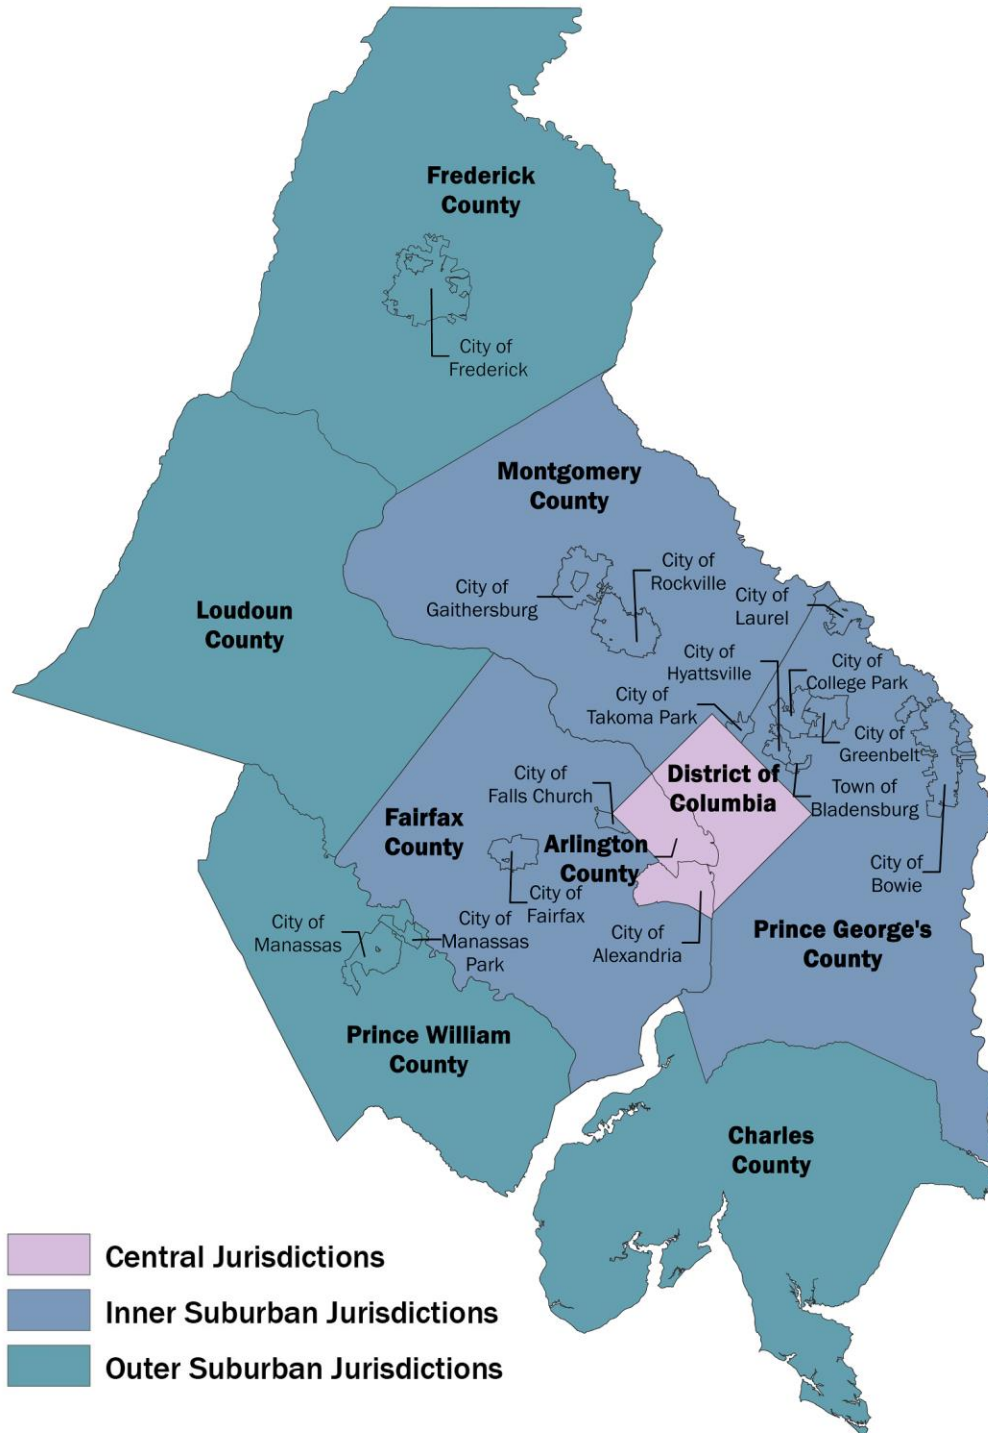 Frederick
County
City of
Frederick
Montgomery
County
City of
Rockville
City of
Gaithersburg
City of
Laurel
Loudoun
County
City of
Hyattsville
City of
College Park
City of
Takoma Park
City of
Greenbelt
District of
Columbia
City of
Falls Church
Town of
Bladensburg
Fairfax
County
Arlington
County
City of
Bowie
City of
Fairfax
City of
Manassas
City of
Manassas
Park
City of
Alexandria
Prince George's
County
Prince William
County
Charles
County
Central Jurisdictions
Inner Suburban Jurisdictions
Outer Suburban Jurisdictions